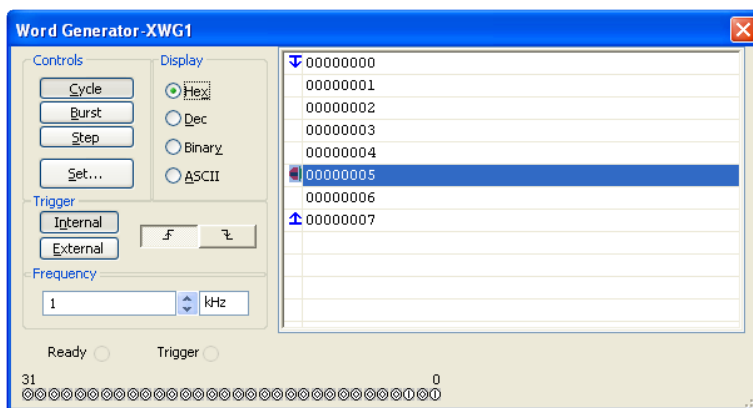 Word Generator-XWG1
Controls
Cycle
Burst
Step
Set...
Display
Hex
Dec
Binary
ASCII
Trigger
Internal
External
Frequency
1 kHz
Ready Trigger
31 0
00000000000000000000000000000101
00000000
00000001
00000002
00000003
00000004
00000005
00000006
00000007